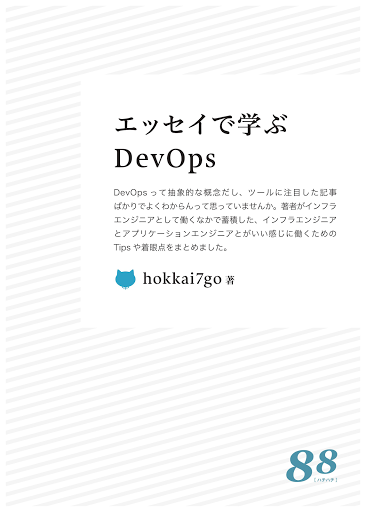 エッセイで学ぶ
DevOps
DevOps って抽象的な概念だし、ツールに注目した記事
ばかりでよくわからんって思っていませんか。著者がインフラ
エンジニアとして働くなかで蓄積した、インフラエンジニア
とアプリケーションエンジニアとがいい感じに働くための
Tips や着眼点をまとめました。
hokkai7go 著
88
[ハチハチ]